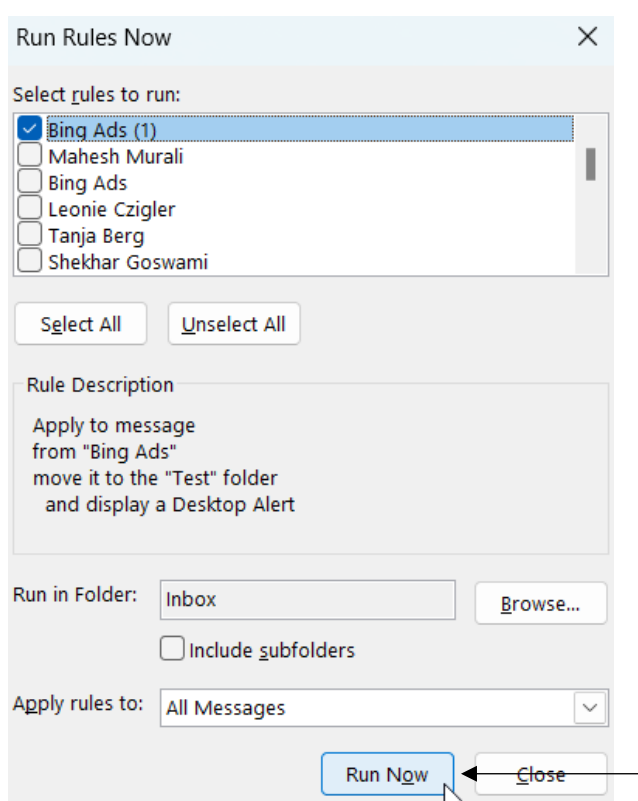 Run Rules Now
Select rules to run:
Bing Ads (1)
Mahesh Murali
Bing Ads
Leonie Czigler
Tanja Berg
Shekhar Goswami
Select All Unselect All
Rule Description
Apply to message
from "Bing Ads"
move it to the "Test" folder
and display a Desktop Alert
Run in Folder: Inbox Browse...
Include subfolders
Apply rules to: All Messages
Run Now Close